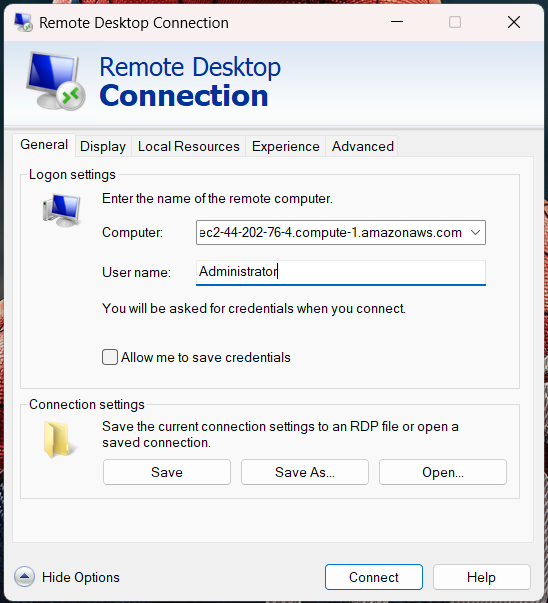 Remote Desktop Connection
Remote Desktop
Connection
General Display Local Resources Experience Advanced
Logon settings
Enter the name of the remote computer.
Computer: ec2-44-202-76-4.compute-1.amazonaws.com
User name: Administrator
You will be asked for credentials when you connect.
Allow me to save credentials
Connection settings
Save the current connection settings to an RDP file or open a
saved connection.
Save Save As... Open...
Hide Options Connect Help